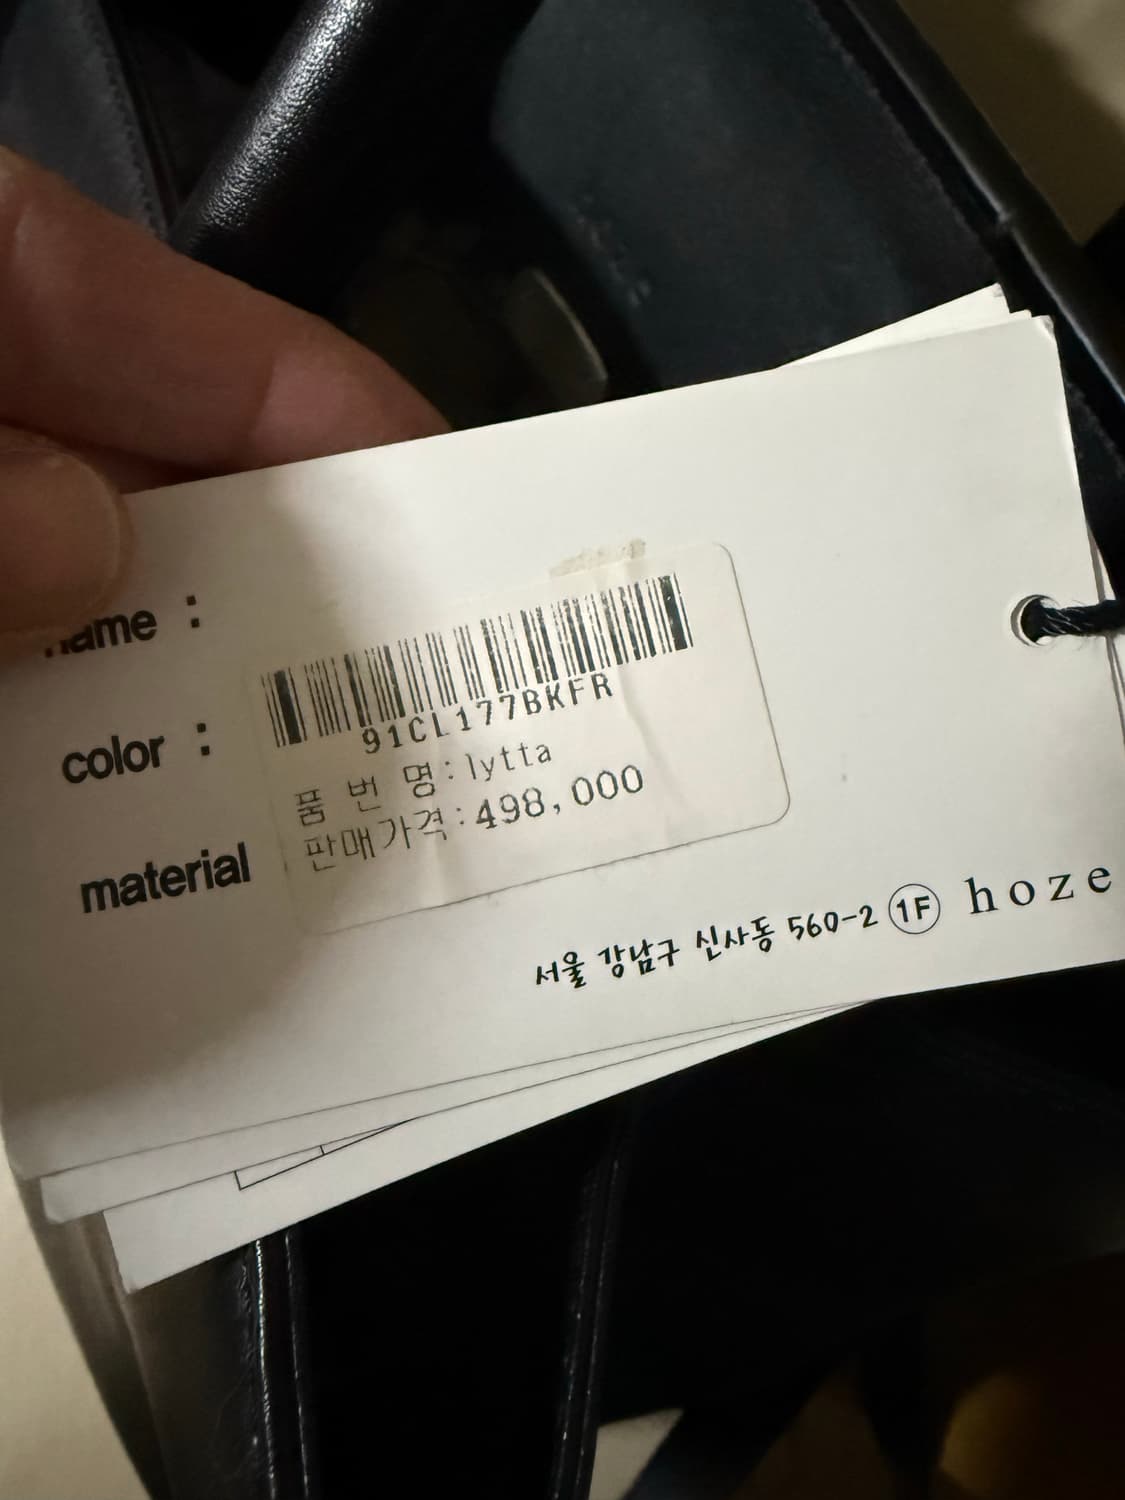 name :
color :
material
91CL177BKFR
품 번 명:lytta
판매가격:498,000
서울 강남구 신사동 560-2 1F hoze